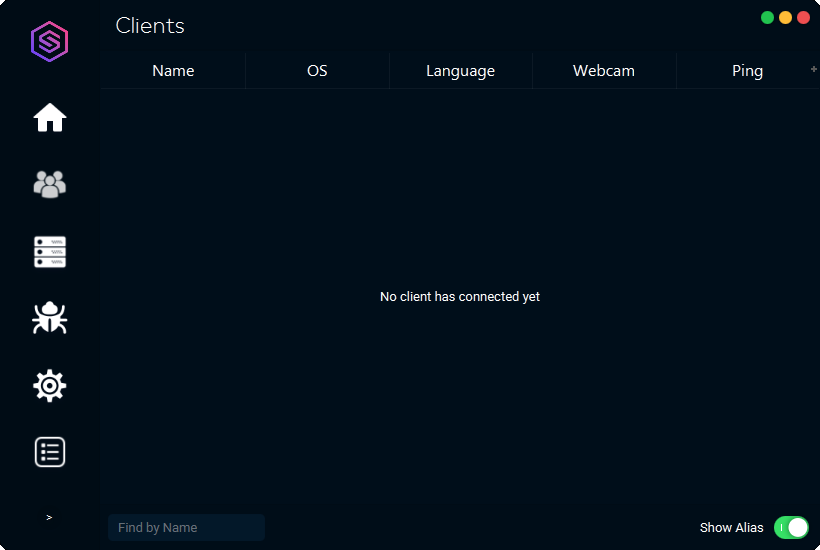 Clients
Name OS Language Webcam Ping +
No client has connected yet
>
Find by Name Show Alias